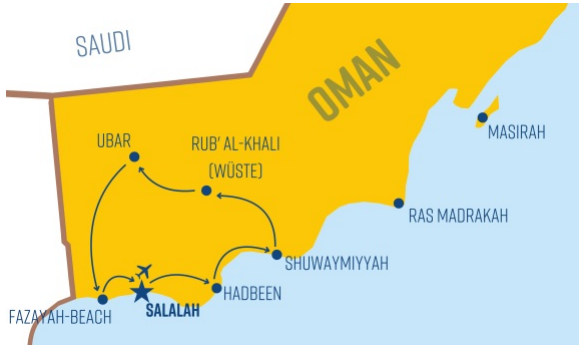 SAUDI
OMAN
UBAR
RUB' AL-KHALI
(WÜSTE)
MASIRAH
RAS MADRAKAH
SHUWAYMIYYAH
HADBEEN
SALALAH
FAZAYAH-BEACH